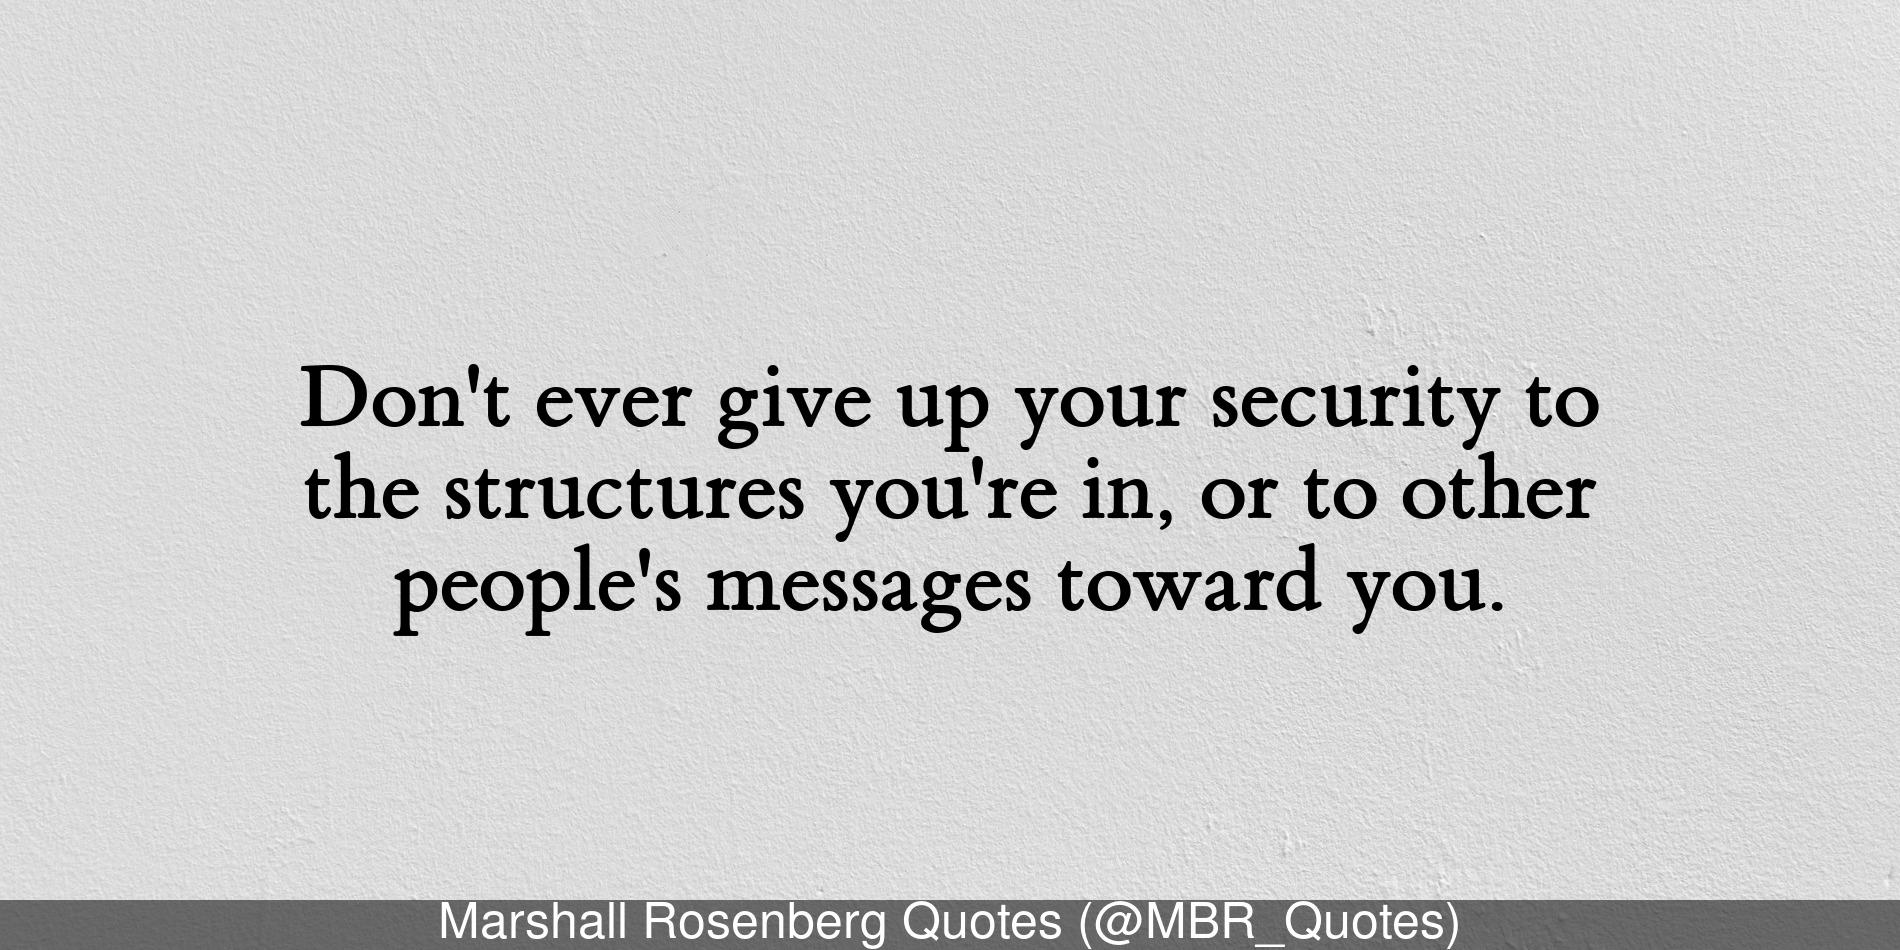 Don't ever give up your security to
the structures you're in, or to other
people's messages toward you.
Marshall Rosenberg Quotes (@MBR_Quotes)